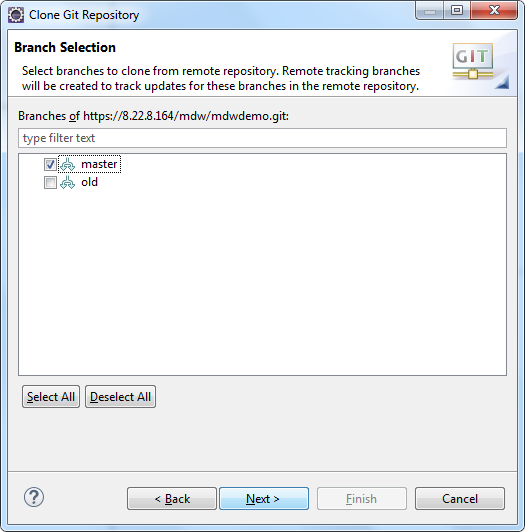 Clone Git Repository
Branch Selection
Select branches to clone from remote repository. Remote tracking branches
will be created to track updates for these branches in the remote repository.
GIT
Branches of https://8.22.8.164/mdw/mdwdemo.git:
type filter text
master
old
Select All Deselect All
? < Back Next > Finish Cancel